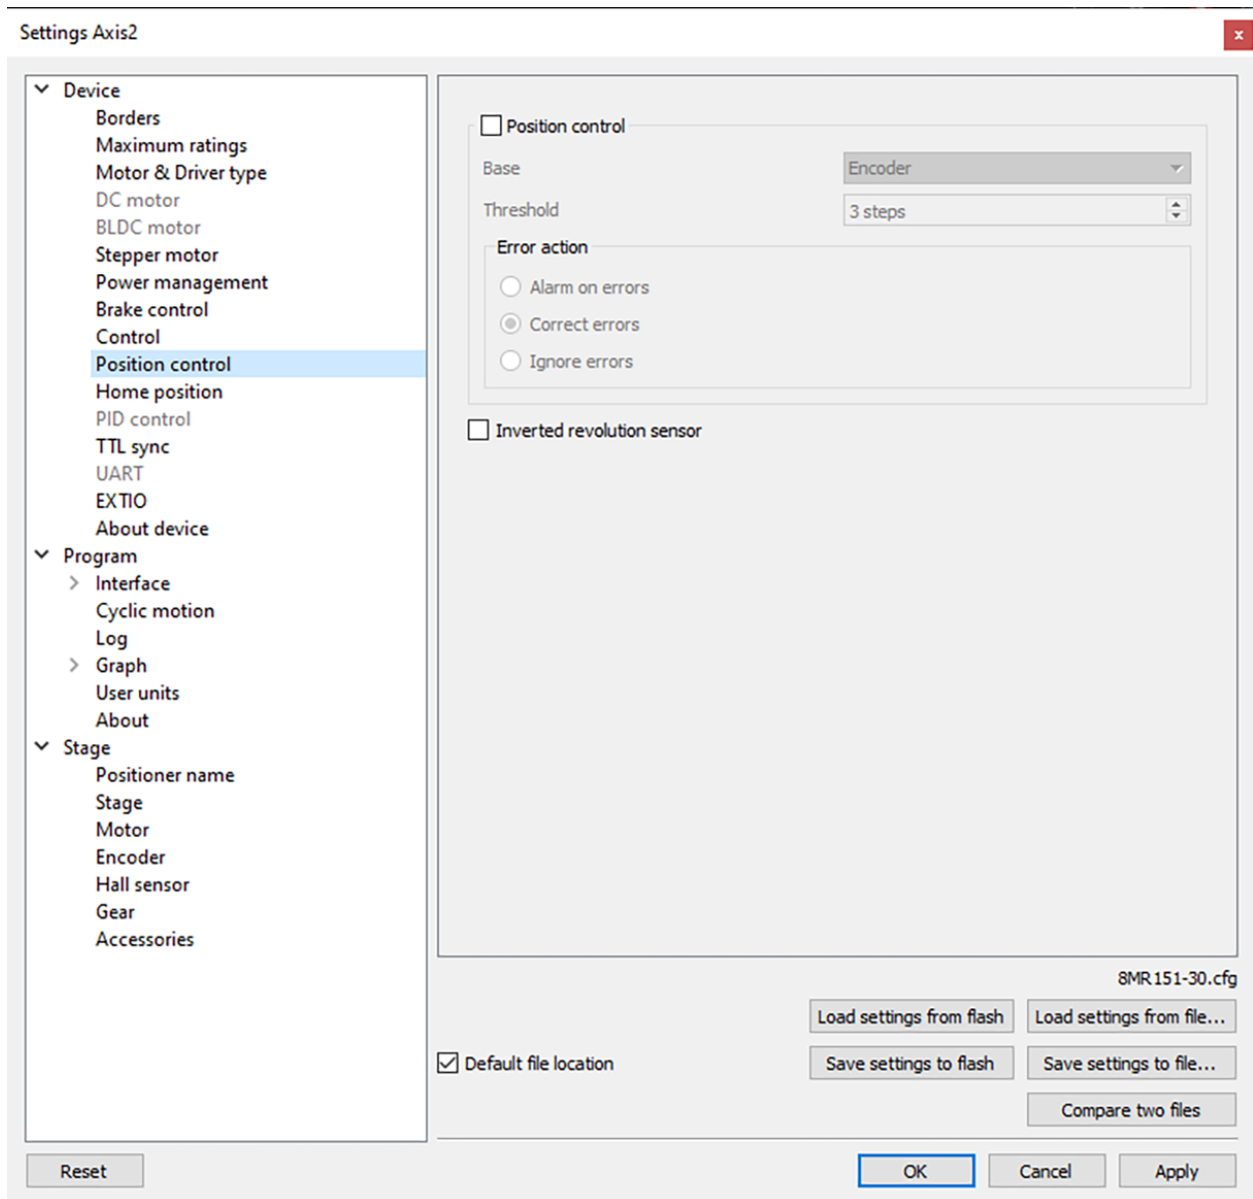 Settings Axis2
x
Device
Borders
Maximum ratings
Motor & Driver type
DC motor
BLDC motor
Stepper motor
Power management
Brake control
Control
Position control
Home position
PID control
TTL sync
UART
EXTIO
About device
Program
Interface
Cyclic motion
Log
Graph
User units
About
Stage
Positioner name
Stage
Motor
Encoder
Hall sensor
Gear
Accessories
Position control
Base Encoder
Threshold 3 steps
Error action
Alarm on errors
Correct errors
Ignore errors
Inverted revolution sensor
8MR151-30.cfg
Load settings from flash Load settings from file...
Default file location Save settings to flash Save settings to file...
Compare two files
Reset OK Cancel Apply